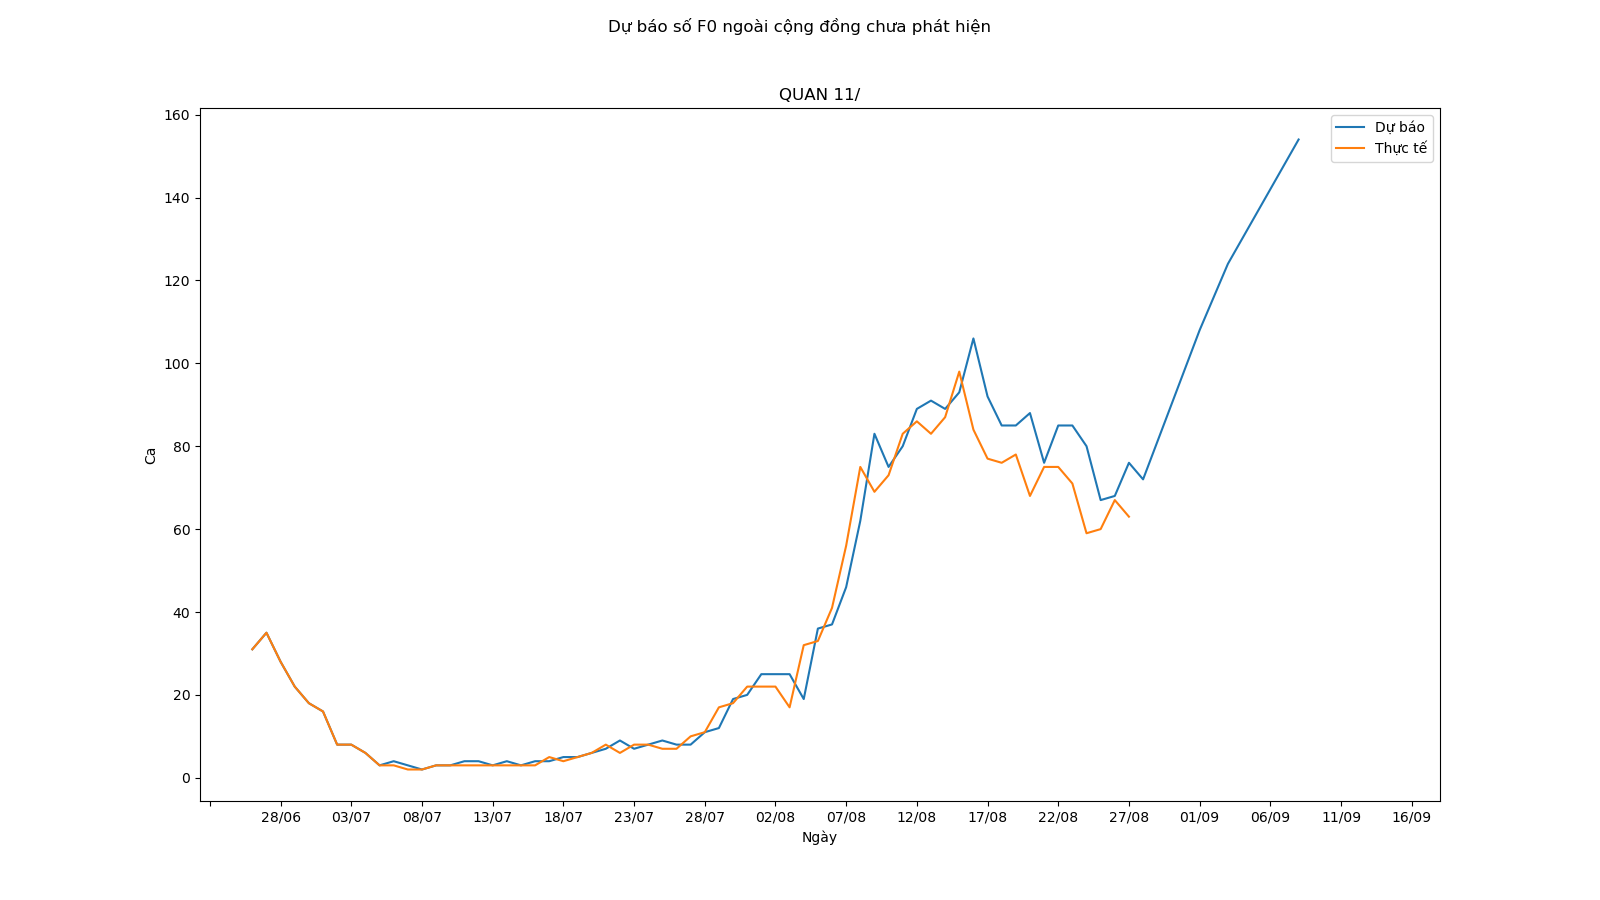 Dự báo số F0 ngoài cộng đồng chưa phát hiện
QUAN 11/
160
140
120
100
80
60
40
20
0
Ca
Dự báo
Thực tế
28/06 03/07 08/07 13/07 18/07 23/07 28/07 02/08 07/08 12/08 17/08 22/08 27/08 01/09 06/09 11/09 16/09
Ngày